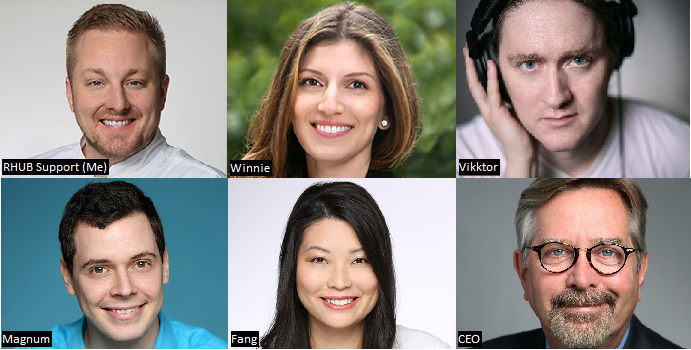 RHUB Support (Me)
Winnie
Vikktor
Magnum
Fang
CEO